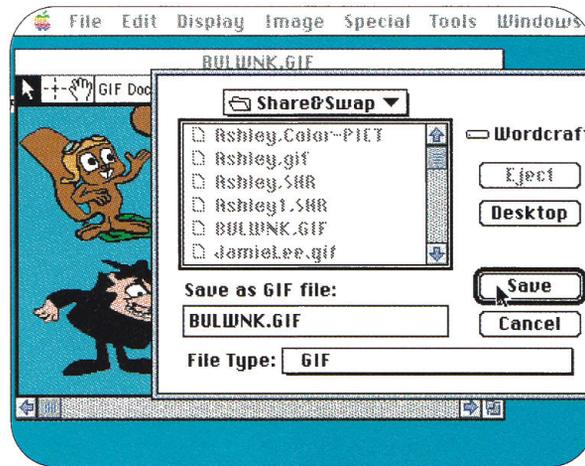 File Edit Display Image Special Tools Windows
BULWNK.GIF
GIF Doc
Share&Swap
Ashley.Color-PICT
Wordcraf
Ashley.gif
Eject
Ashley.SHR
Ashley1.SHR
Desktop
BULWNK.GIF
JamieLee.gif
Save as GIF file:
Save
BULWNK.GIF
Cancel
File Type: GIF